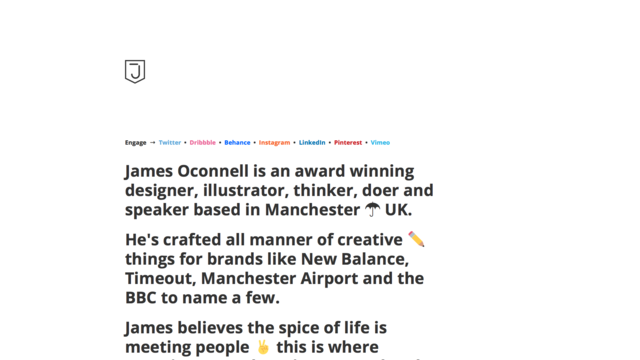 J
Engage → Twitter • Dribbble • Behance • Instagram • Linkedin • Pinterest • Vimeo
James Oconnell is an award winning
designer, illustrator, thinker, doer and
speaker based in Manchester ☂ UK.
He's crafted all manner of creative ✏️
things for brands like New Balance,
Timeout, Manchester Airport and the
BBC to name a few.
James believes the spice of life is
meeting people ✌️ this is where